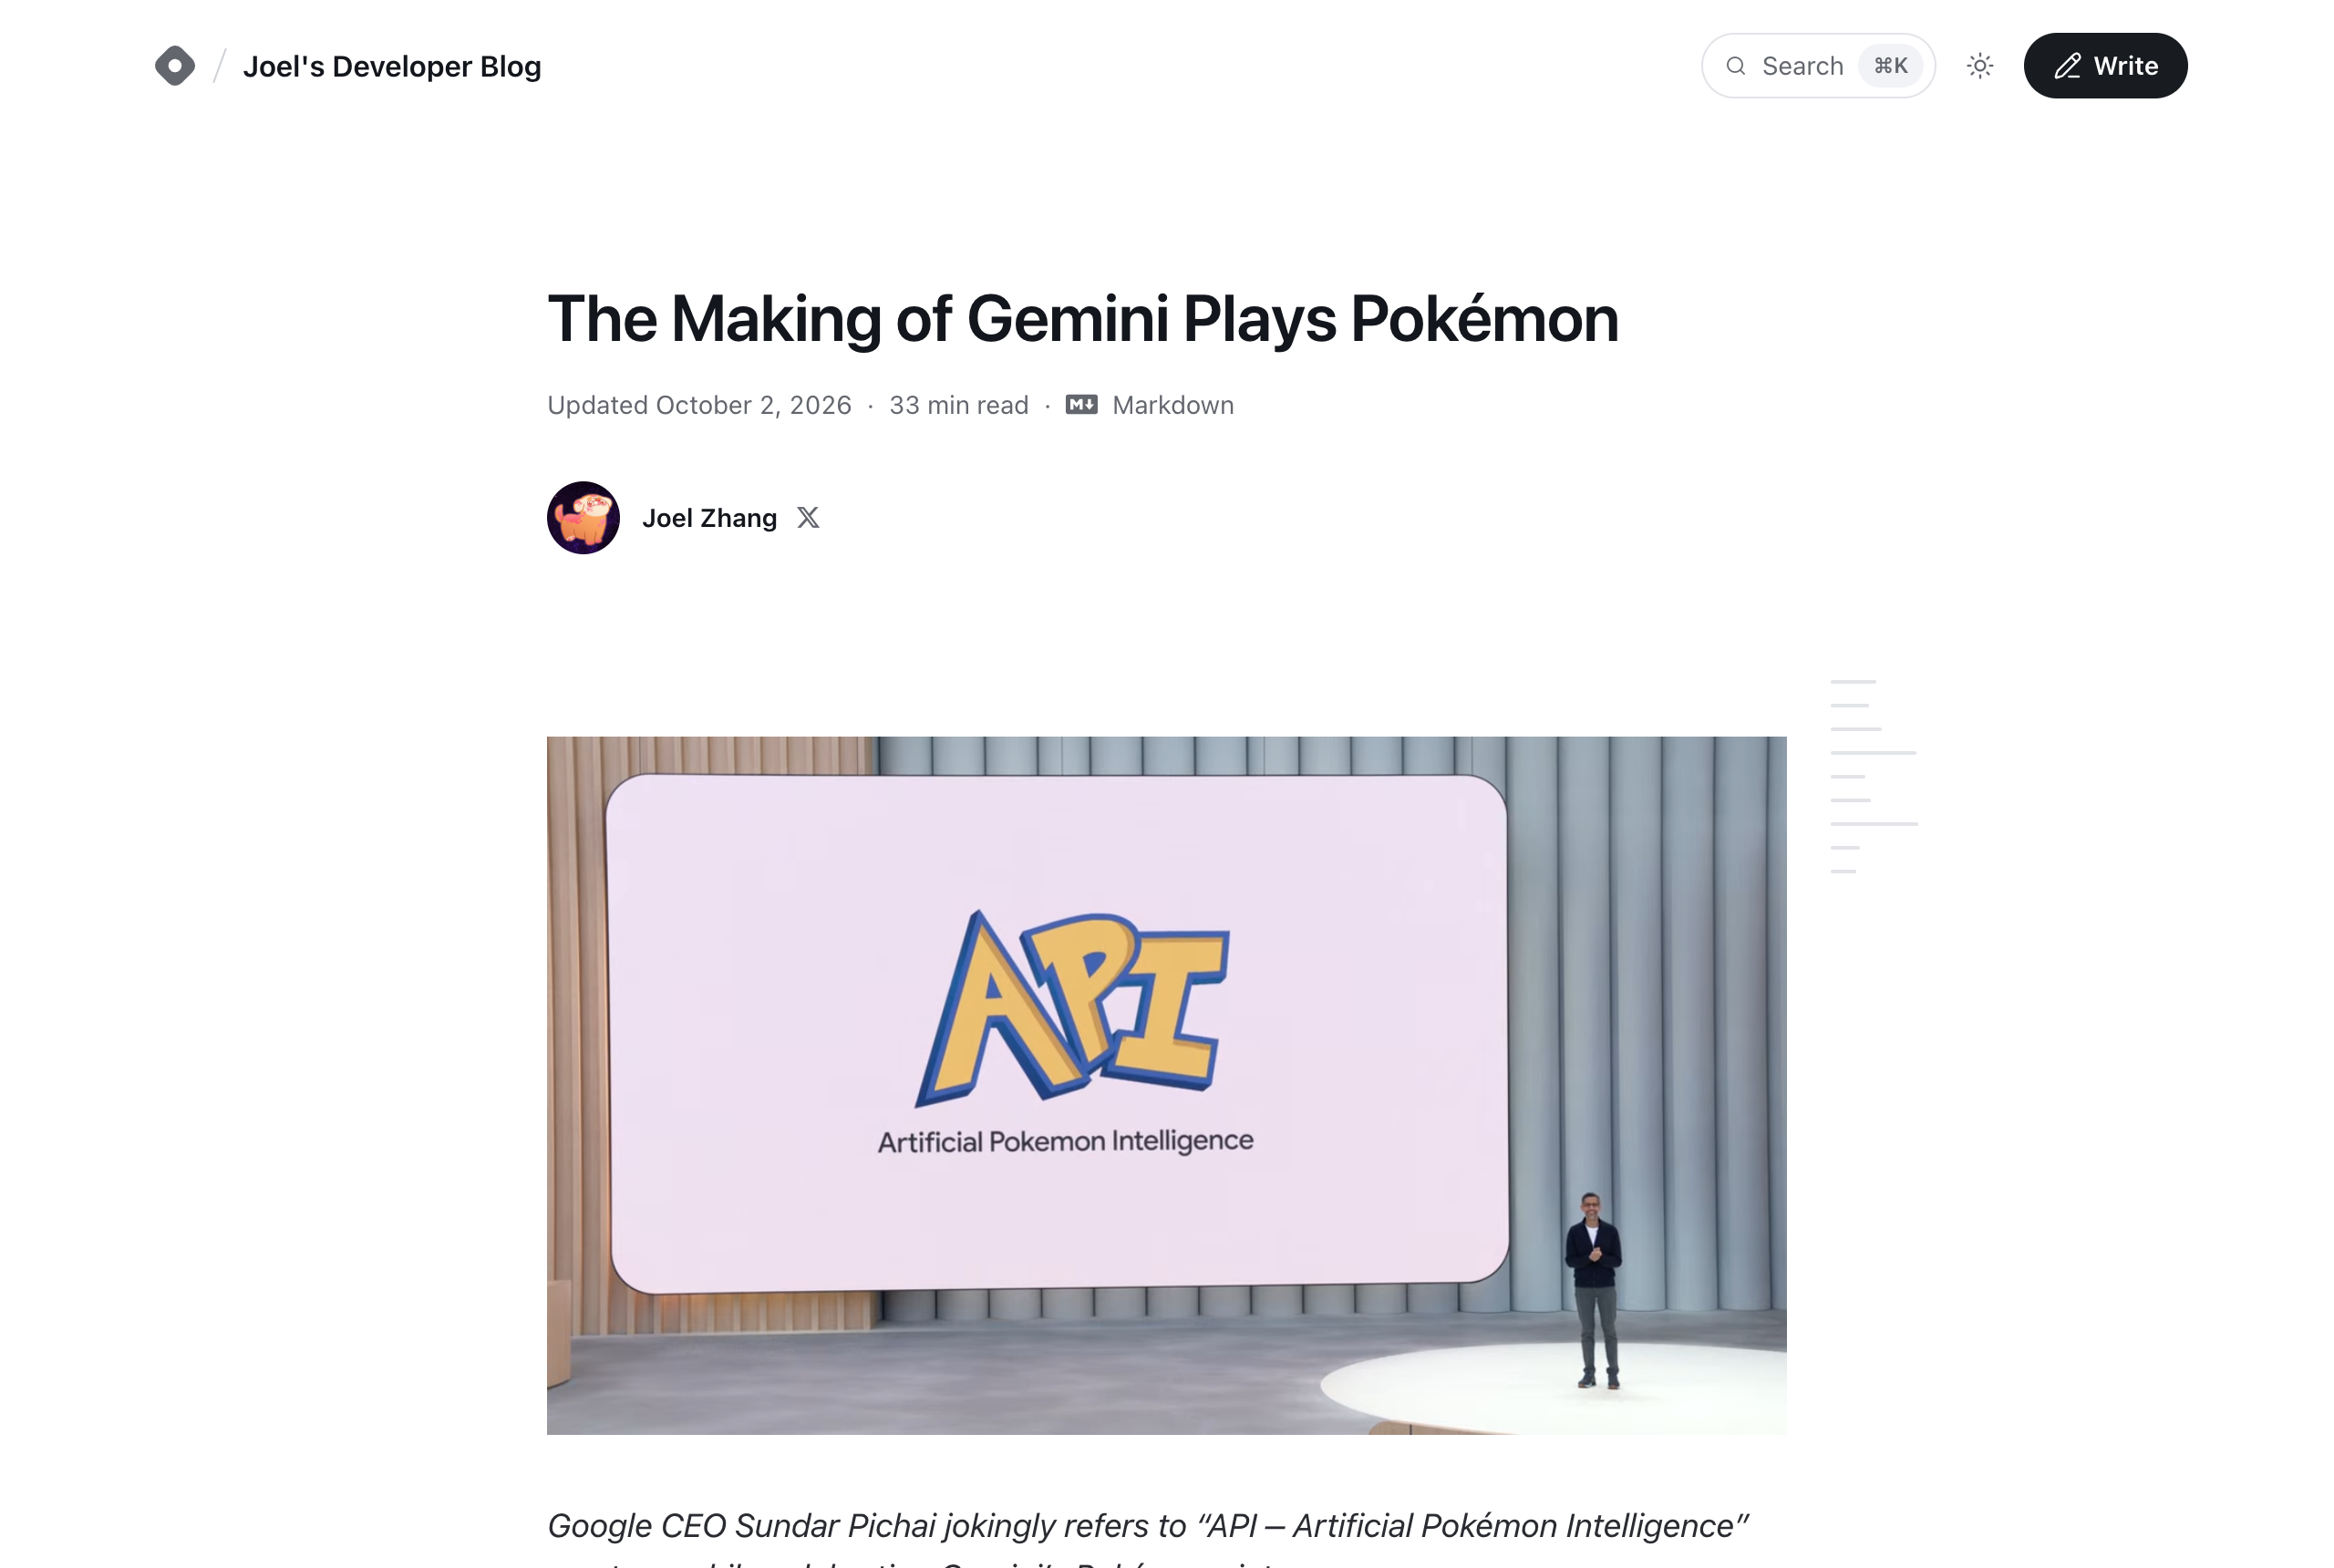 Joel's Developer Blog
Search ⌘K
Write
The Making of Gemini Plays Pokémon
Updated October 2, 2026 · 33 min read · M Markdown
Joel Zhang
API
Artificial Pokemon Intelligence
Google CEO Sundar Pichai jokingly refers to “API — Artificial Pokémon Intelligence”